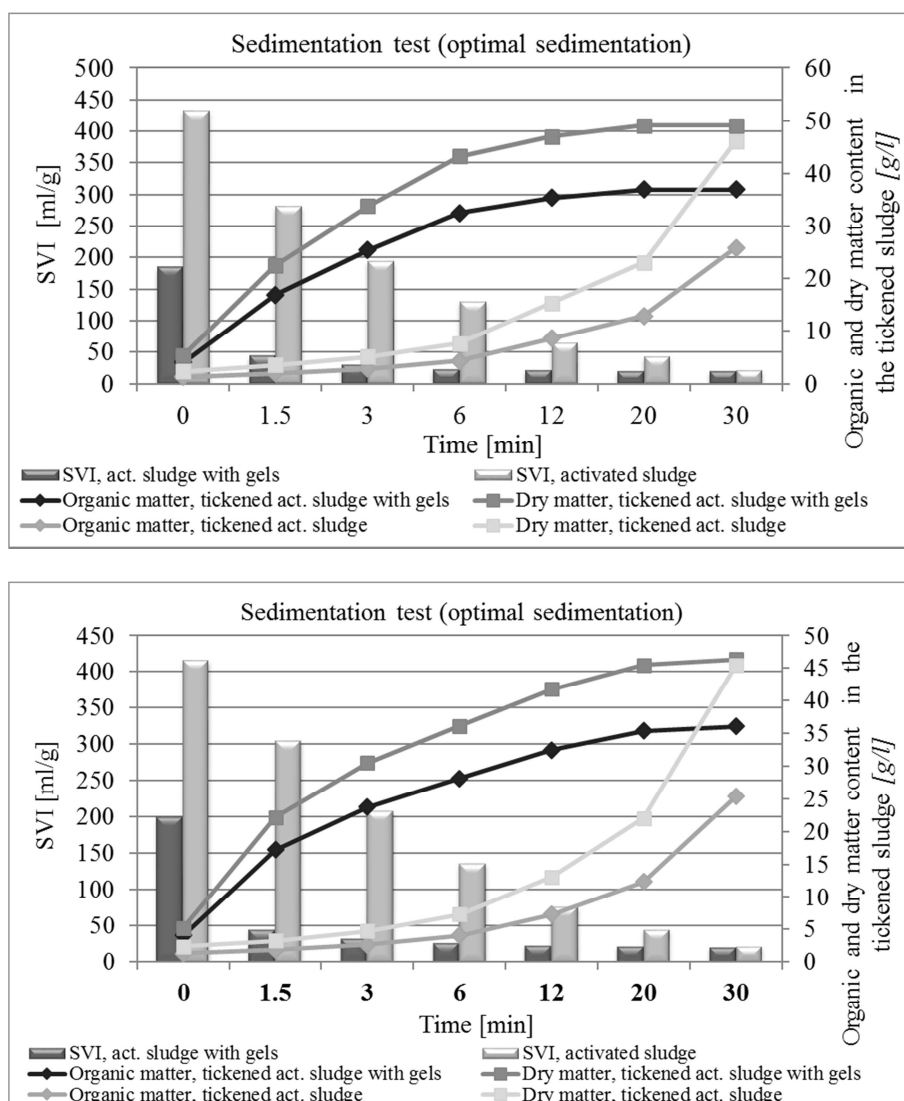 Sedimentation test (optimal sedimentation)
500
450
400
350
300
250
200
150
100
50
0
SVI [ml/g]
60
50
40
30
20
10
0
Organic and dry matter content in
the tickened sludge [g/l]
0 1.5 3 6 12 20 30
Time [min]
SVI, act. sludge with gels SVI, activated sludge
Organic matter, tickened act. sludge with gels Dry matter, tickened act. sludge with gels
Organic matter, tickened act. sludge Dry matter, tickened act. sludge
Sedimentation test (optimal sedimentation)
450
400
350
300
250
200
150
100
50
0
SVI [ml/g]
50
45
40
35
30
25
20
15
10
5
0
Organic and dry matter content in the
tickened sludge [g/l]
0 1.5 3 6 12 20 30
Time [min]
SVI, act. sludge with gels SVI, activated sludge
Organic matter, tickened act. sludge with gels Dry matter, tickened act. sludge with gels
Organic matter, tickened act. sludge Dry matter, tickened act. sludge